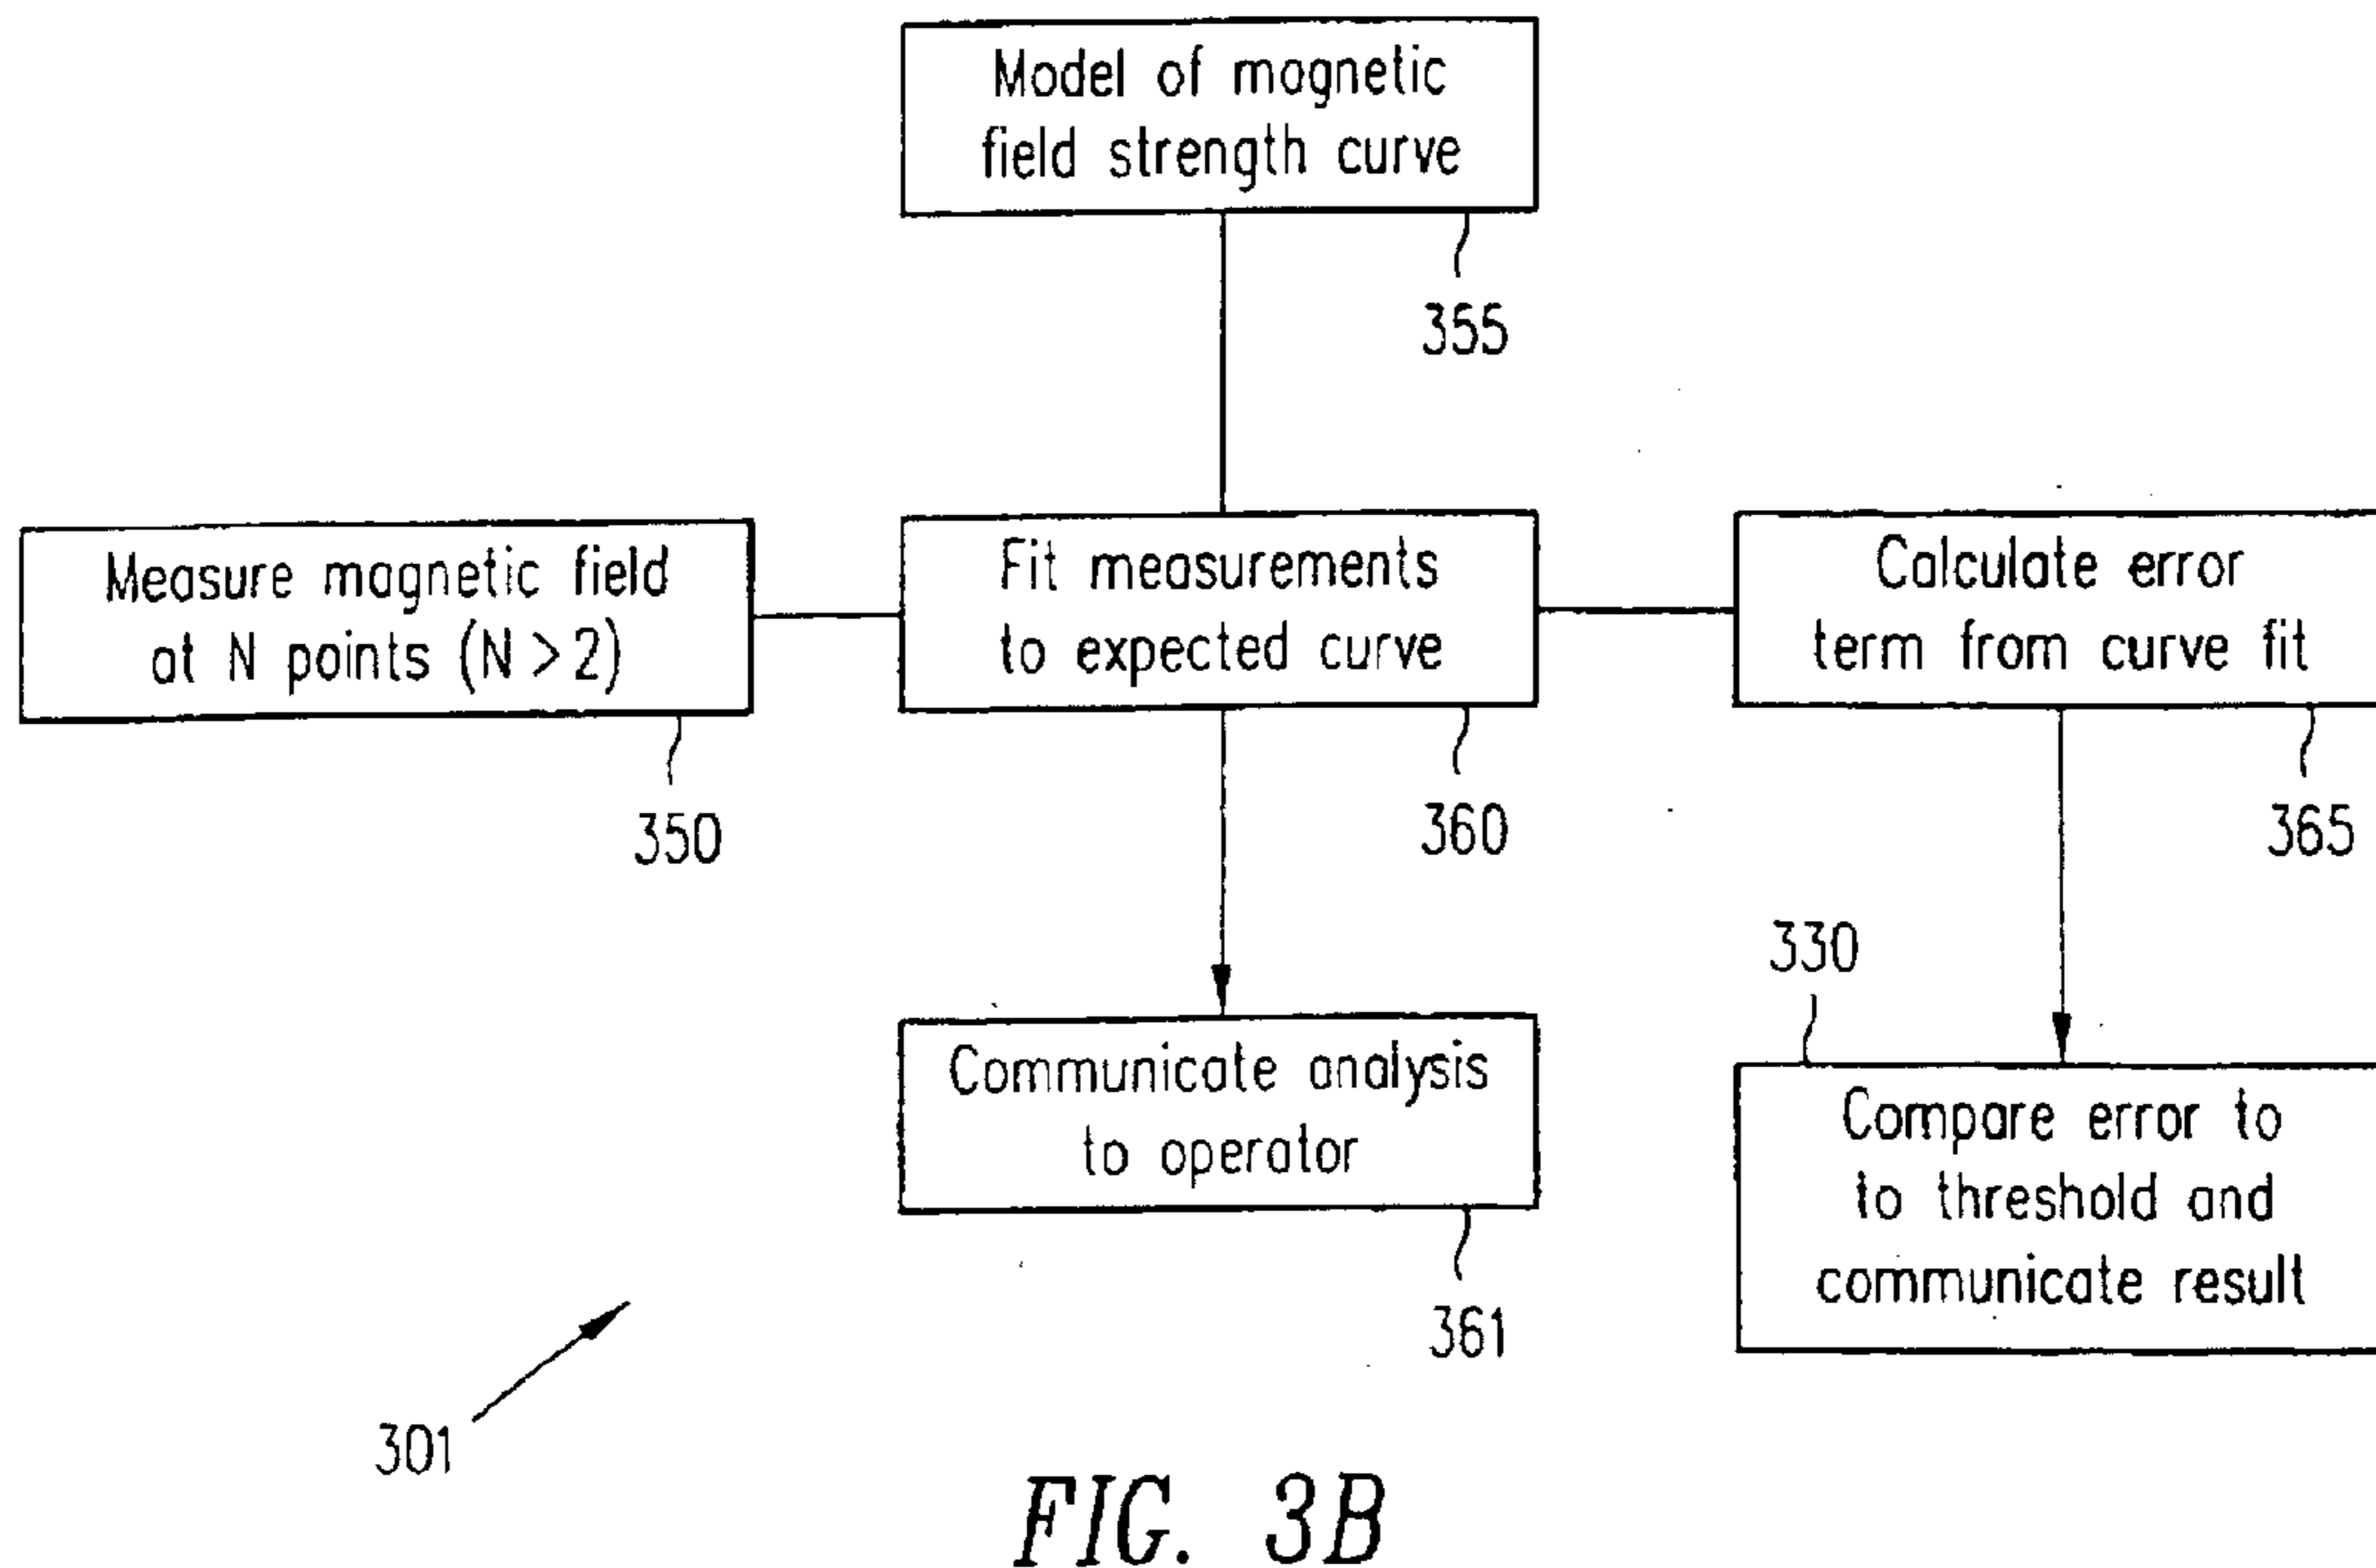 Model of magnetic
field strength curve
355
Measure magnetic field
at N points (N > 2)
350
Fit measurements
to expected curve
360
Calculate error
term from curve fit
365
Communicate analysis
to operator
361
330
Compare error to
to threshold and
communicate result
301
FIG. 3B